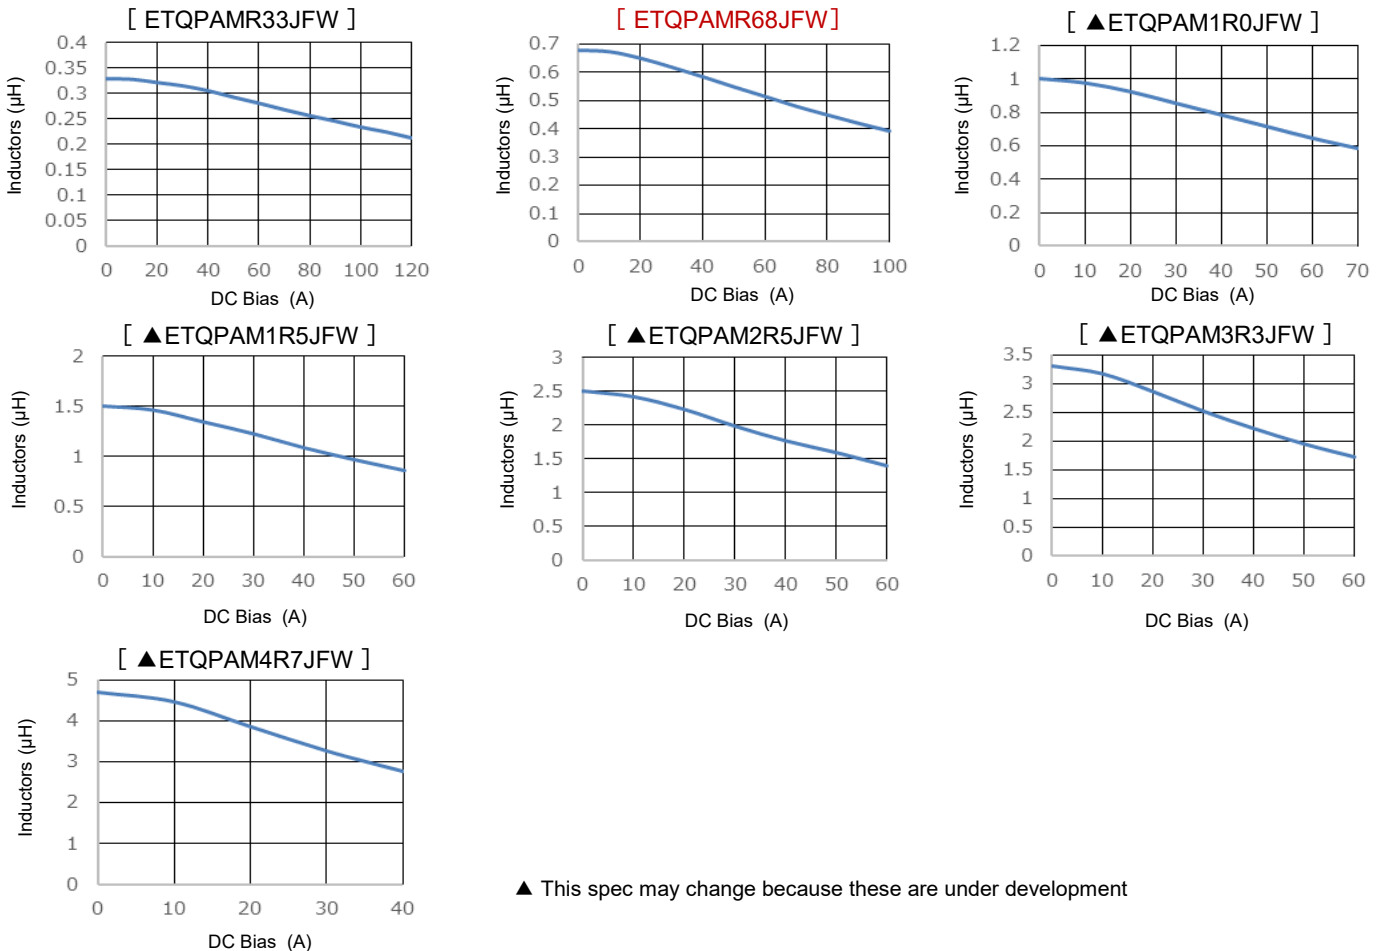 [ ETQPAMR33JFW ]
0.4
0.35
0.3
0.25
0.2
0.15
0.1
0.05
0
Inductors (μH)
0 20 40 60 80 100 120
DC Bias (A)
[ ETQPAMR68JFW]
0.7
0.6
0.5
0.4
0.3
0.2
0.1
0
Inductors (μH)
0 20 40 60 80 100
DC Bias (A)
[ ▲ETQPAM1R0JFW ]
1.2
1
0.8
0.6
0.4
0.2
0
Inductors (μH)
0 10 20 30 40 50 60 70
DC Bias (A)
[ ▲ETQPAM1R5JFW ]
2
1.5
1
0.5
0
Inductors (μH)
0 10 20 30 40 50 60
DC Bias (A)
[ ▲ETQPAM2R5JFW ]
3
2.5
2
1.5
1
0.5
0
Inductors (μH)
0 10 20 30 40 50 60
DC Bias (A)
[ ▲ETQPAM3R3JFW ]
3.5
3
2.5
2
1.5
1
0.5
0
Inductors (μH)
0 10 20 30 40 50 60
DC Bias (A)
[ ▲ETQPAM4R7JFW ]
5
4
3
2
1
0
Inductors (μH)
0 10 20 30 40
DC Bias (A)
▲ This spec may change because these are under development